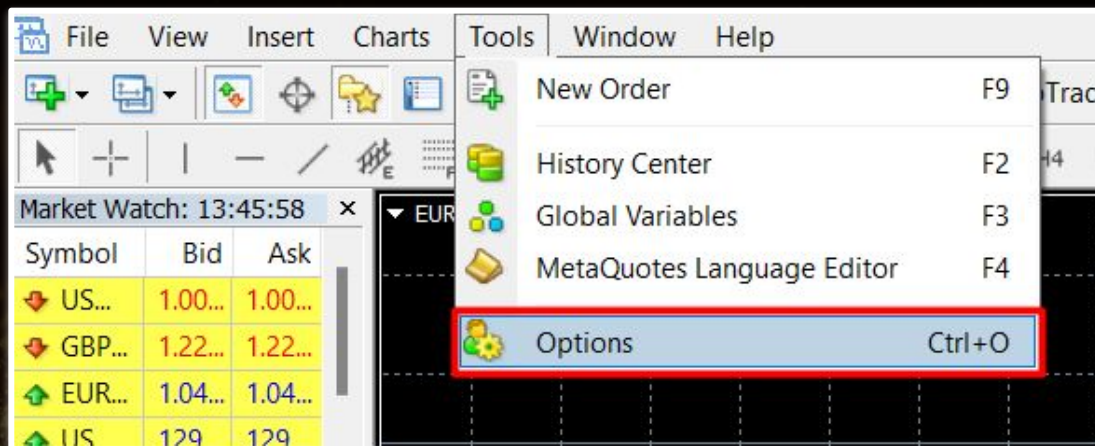 File View Insert Charts Tools Window Help
New Order F9
Trac
History Center F2
H4
Market Watch: 13:45:58
EUR
Global Variables F3
Symbol Bid Ask
MetaQuotes Language Editor F4
US... 1.00... 1.00...
GBP... 1.22... 1.22...
Options Ctrl+O
EUR... 1.04... 1.04...
US... 129... 129...